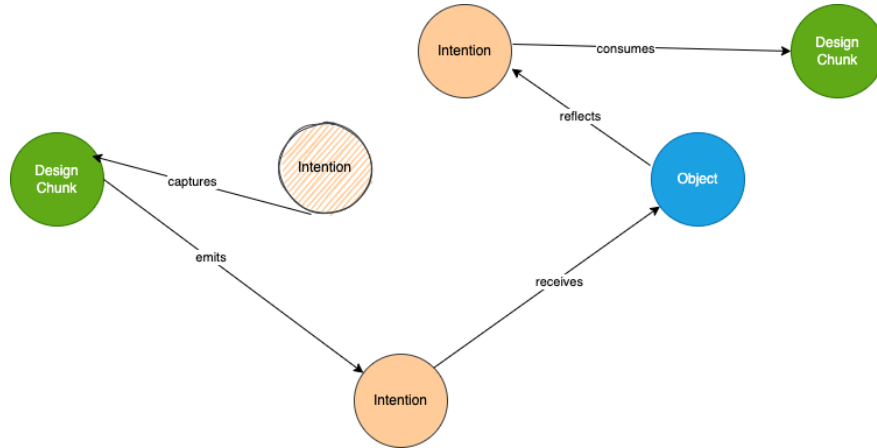 Intention
consumes
Design
Chunk
reflects
Intention
Design
Chunk
captures
Object
emits
receives
Intention